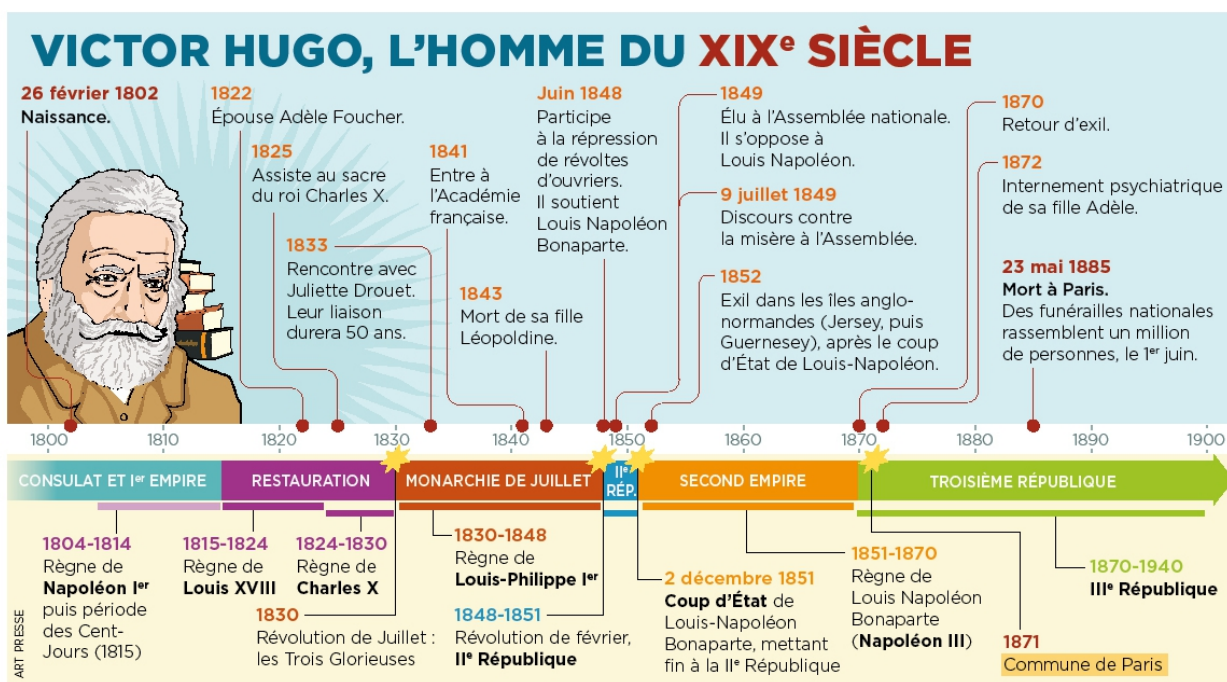 VICTOR HUGO, L'HOMME DU XIXe SIÈCLE
26 février 1802
Naissance.
1822
Épouse Adèle Foucher.
1825
Assiste au sacre
du roi Charles X.
1833
Rencontre avec
Juliette Drouet.
Leur liaison
durera 50 ans.
1841
Entre à
l'Académie
française.
1843
Mort de sa fille
Léopoldine.
Juin 1848
Participe
à la répression
de révoltes
d'ouvriers.
Il soutient
Louis Napoléon
Bonaparte.
1849
Élu à l'Assemblée nationale.
Il s'oppose à
Louis Napoléon.
9 juillet 1849
Discours contre
la misère à l'Assemblée.
1852
Exil dans les îles anglo-
normandes (Jersey, puis
Guernesey), après le coup
d'État de Louis-Napoléon.
1870
Retour d'exil.
1872
Internement psychiatrique
de sa fille Adèle.
23 mai 1885
Mort à Paris.
Des funérailles nationales
rassemblent un million
de personnes, le 1er juin.
1800 1810 1820 1830 1840 1850 1860 1870 1880 1890 1900
CONSULAT ET Ier EMPIRE
RESTAURATION
MONARCHIE DE JUILLET
IIe
RÉP.
SECOND EMPIRE
TROISIÈME RÉPUBLIQUE
1804-1814
Règne de
Napoléon Ier
puis période
des Cent-
Jours (1815)
1815-1824
Règne de
Louis XVIII
1824-1830
Règne de
Charles X
1830
Révolution de Juillet :
les Trois Glorieuses
1830-1848
Règne de
Louis-Philippe Ier
1848-1851
Révolution de février,
IIe République
2 décembre 1851
Coup d'État de
Louis-Napoléon
Bonaparte, mettant
fin à la IIe République
1851-1870
Règne de
Louis Napoléon
Bonaparte
(Napoléon III)
1871
Commune de Paris
1870-1940
IIIe République
ART PRESSE